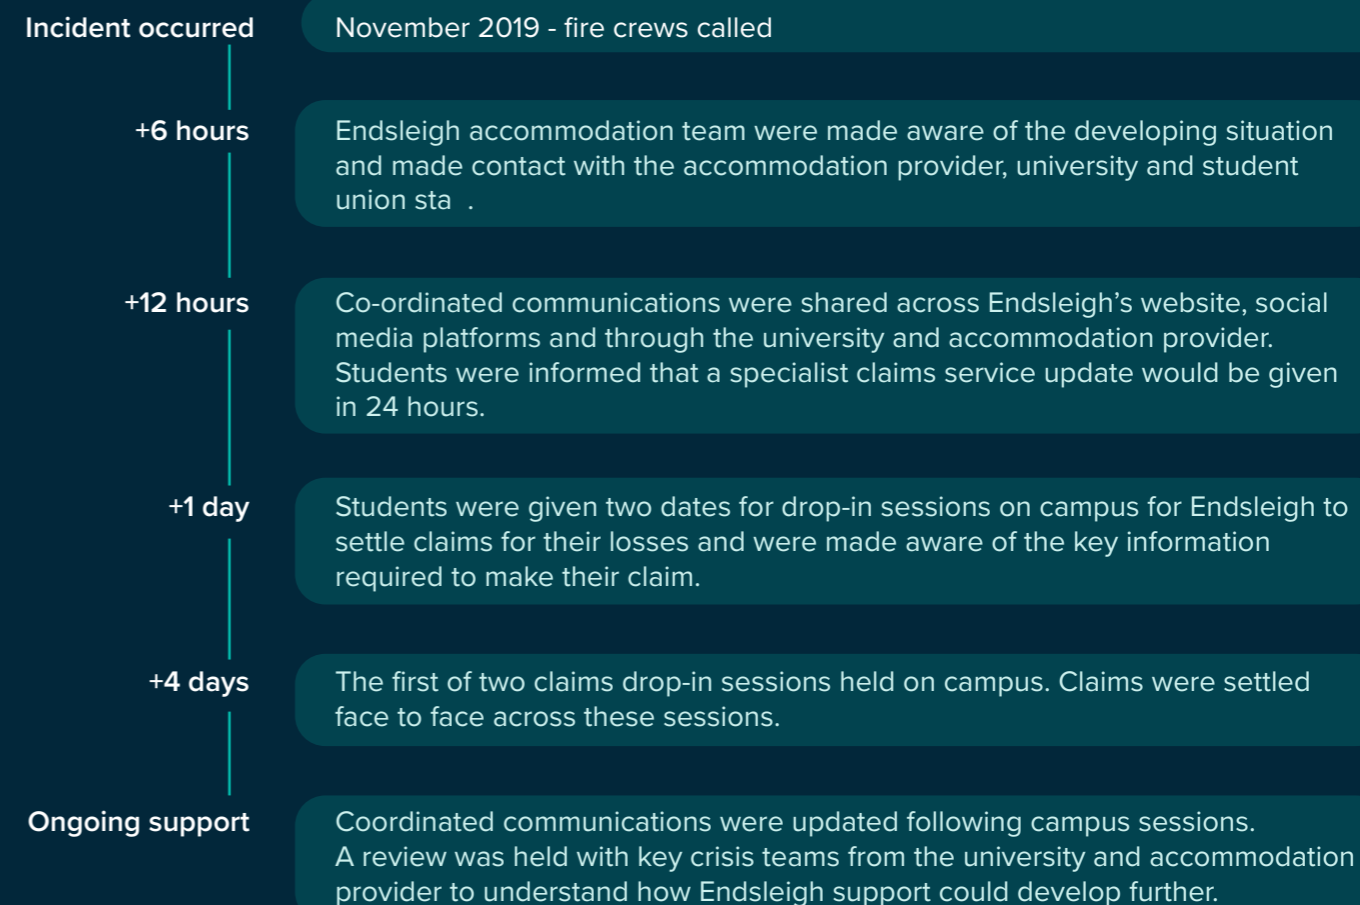 Incident occurred
November 2019 - fire crews called
+6 hours
Endsleigh accommodation team were made aware of the developing situation
and made contact with the accommodation provider, university and student
union sta .
+12 hours
Co-ordinated communications were shared across Endsleigh’s website, social
media platforms and through the university and accommodation provider.
Students were informed that a specialist claims service update would be given
in 24 hours.
+1 day
Students were given two dates for drop-in sessions on campus for Endsleigh to
settle claims for their losses and were made aware of the key information
required to make their claim.
+4 days
The first of two claims drop-in sessions held on campus. Claims were settled
face to face across these sessions.
Ongoing support
Coordinated communications were updated following campus sessions.
A review was held with key crisis teams from the university and accommodation
provider to understand how Endsleigh support could develop further.